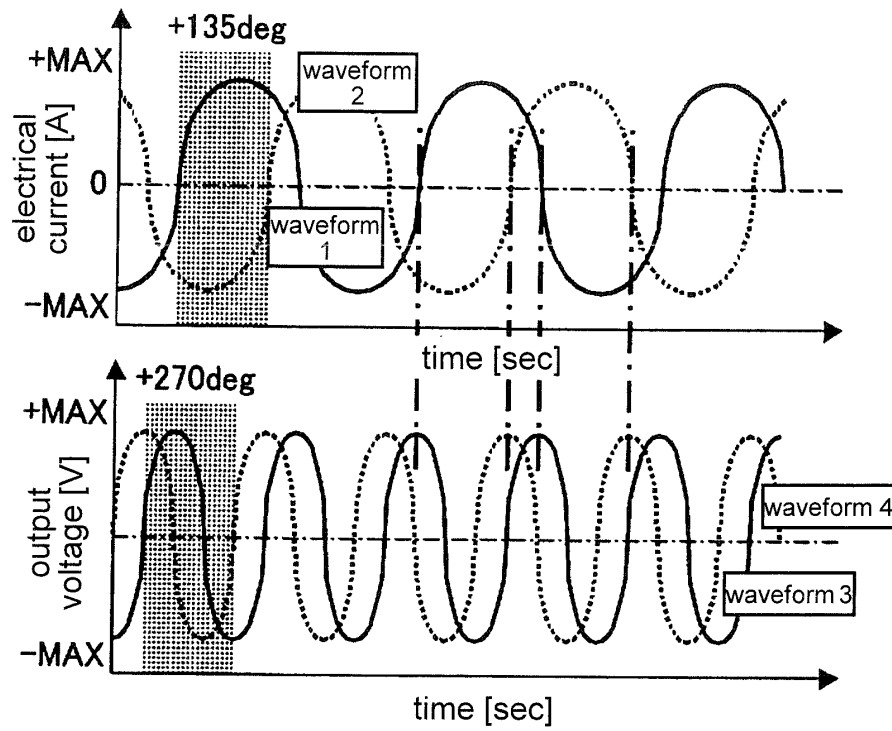 +135deg
+MAX
waveform
2
electrical
current [A]
0
waveform
1
-MAX
time [sec]
+270deg
+MAX
output
voltage [V]
waveform 4
waveform 3
-MAX
time [sec]